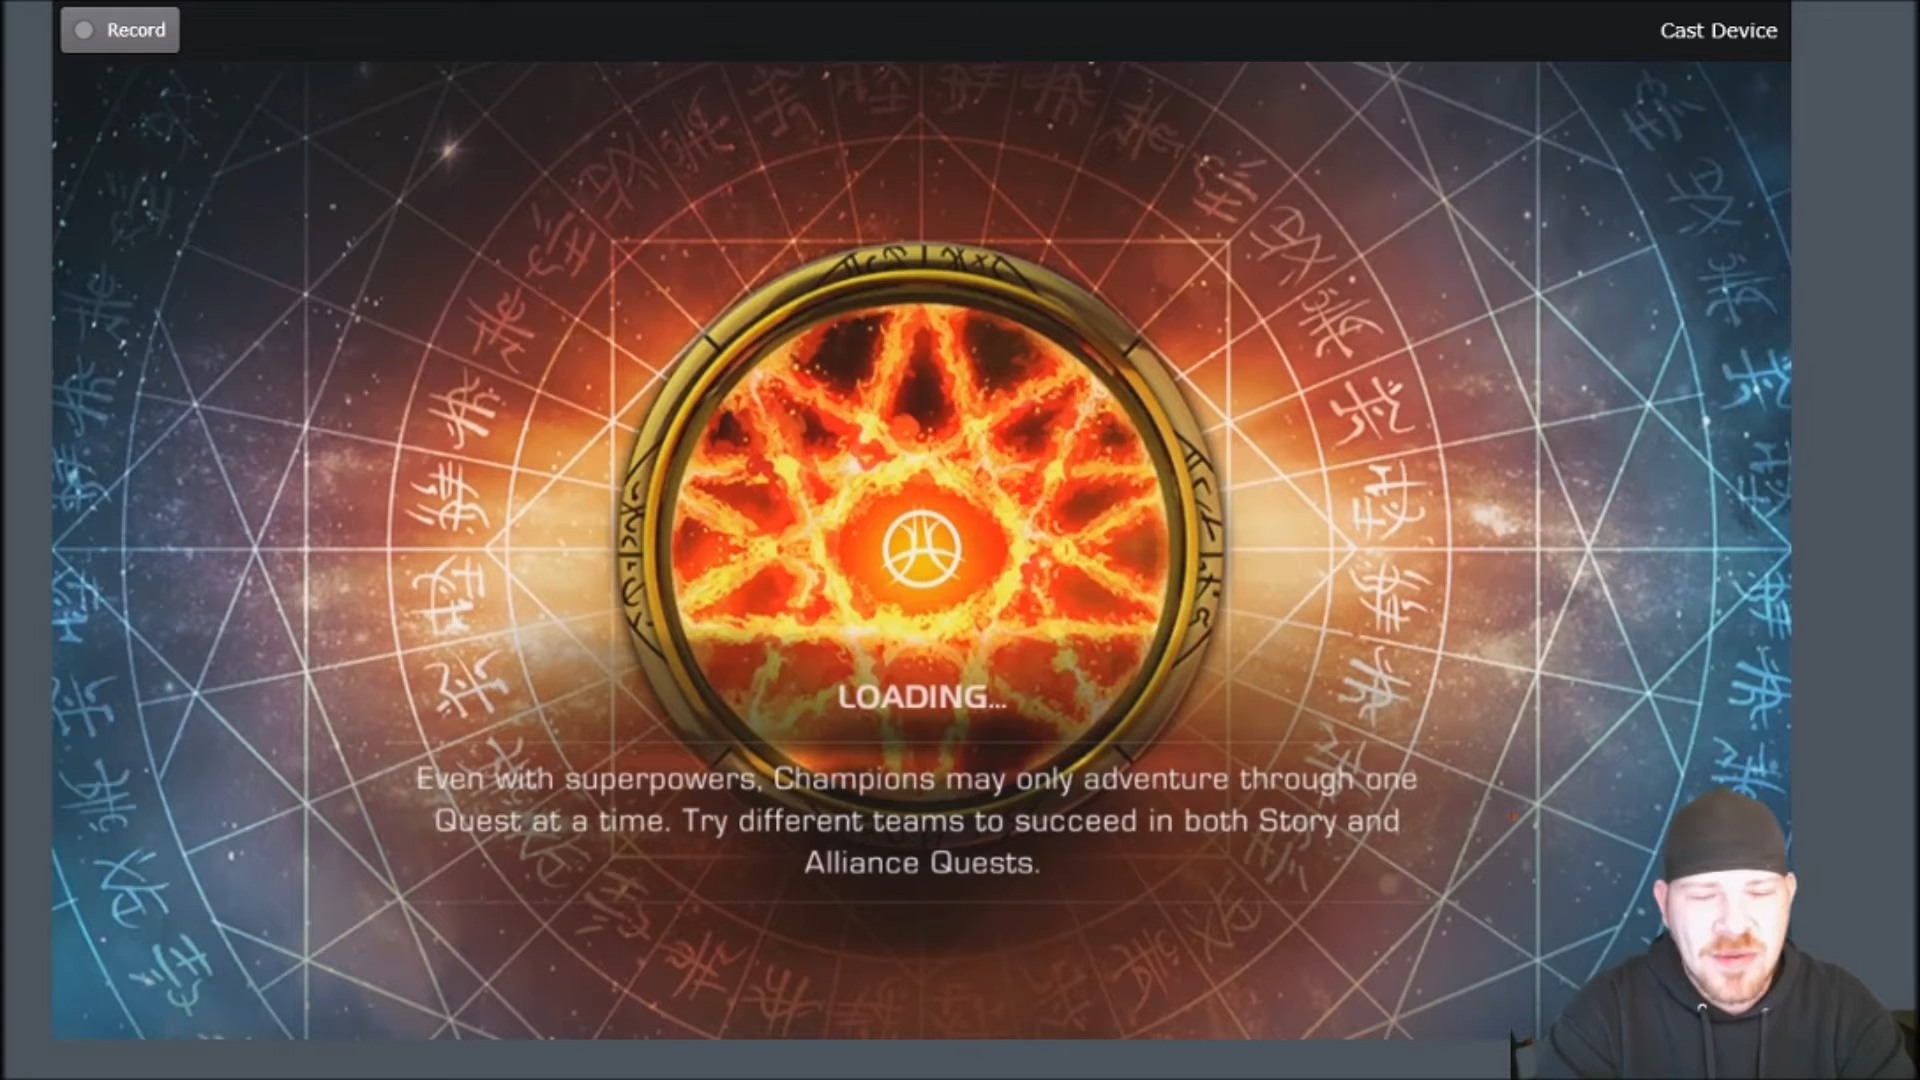 Record
Cast Device
LOADING...
Even with superpowers, Champions may only adventure through one
Quest at a time. Try different teams to succeed in both Story and
Alliance Quests.